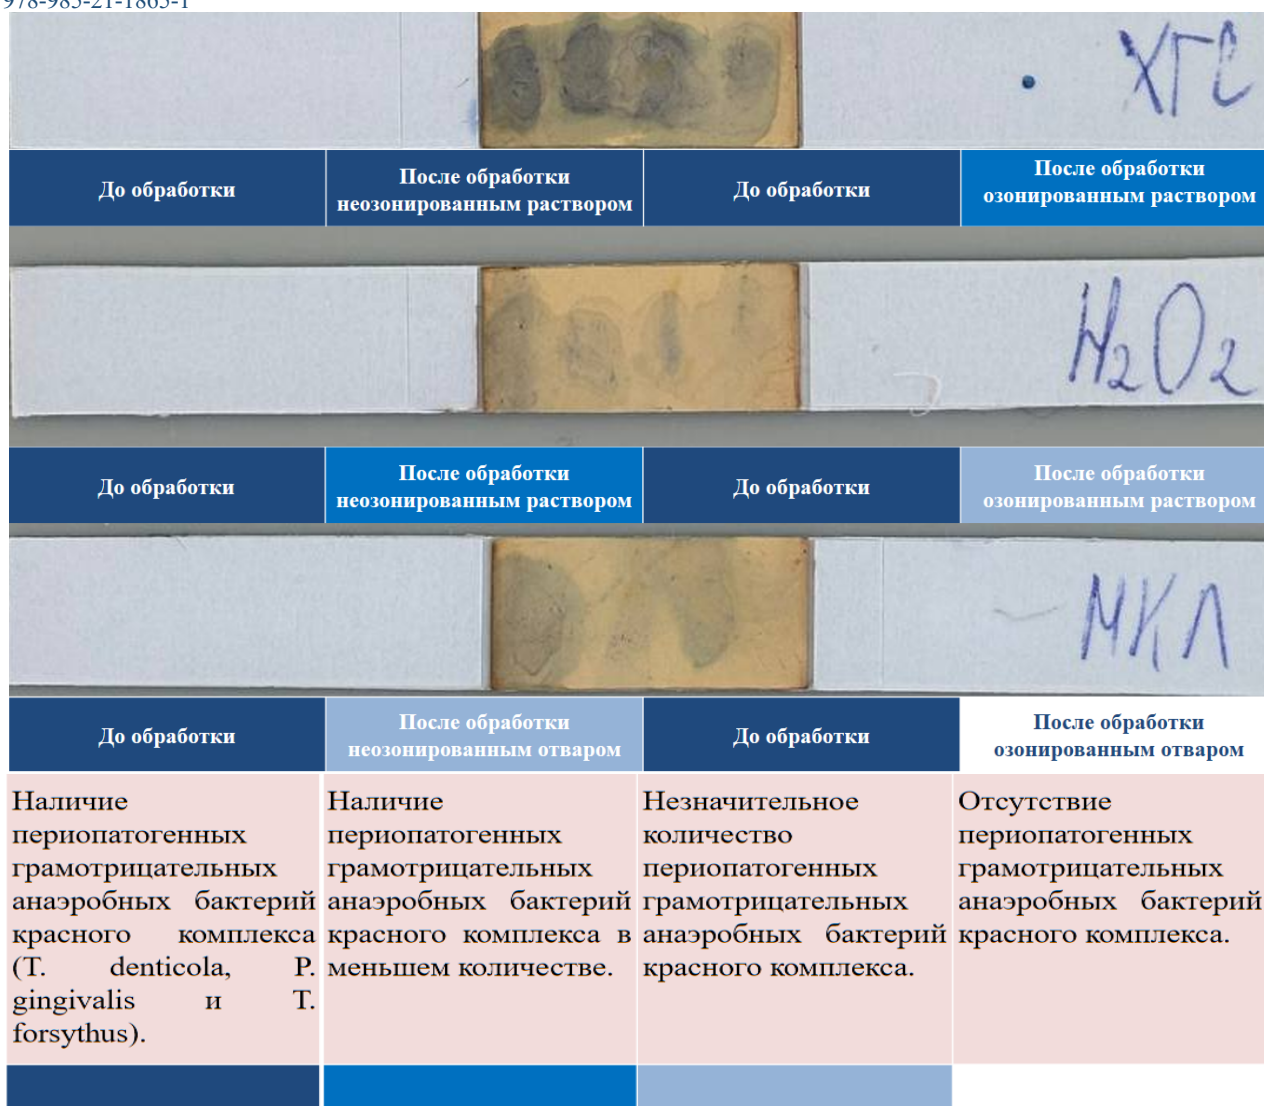 978-985-21-1865-1
ХГС
До обработки
После обработки
неозонированным раствором
До обработки
После обработки
озонированным раствором
H2O2
До обработки
После обработки
неозонированным раствором
До обработки
После обработки
озонированным раствором
МКЛ
До обработки
После обработки
неозонированным отваром
До обработки
После обработки
озонированным отваром
Наличие
периопатогенных
грамотрицательных
анаэробных бактерий
красного комплекса
(T. denticola, P.
gingivalis и T.
forsythus).
Наличие
периопатогенных
грамотрицательных
анаэробных бактерий
красного комплекса в
меньшем количестве.
Незначительное
количество
периопатогенных
грамотрицательных
анаэробных бактерий
красного комплекса.
Отсутствие
периопатогенных
грамотрицательных
анаэробных бактерий
красного комплекса.